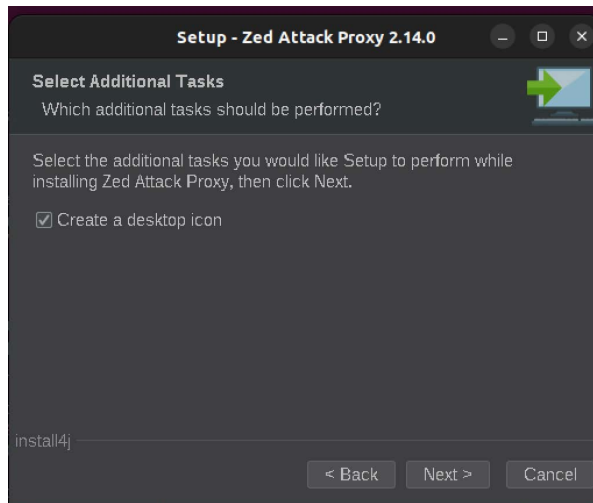 Setup - Zed Attack Proxy 2.14.0
Select Additional Tasks
Which additional tasks should be performed?
Select the additional tasks you would like Setup to perform while
installing Zed Attack Proxy, then click Next.
Create a desktop icon
install4j
< Back Next > Cancel